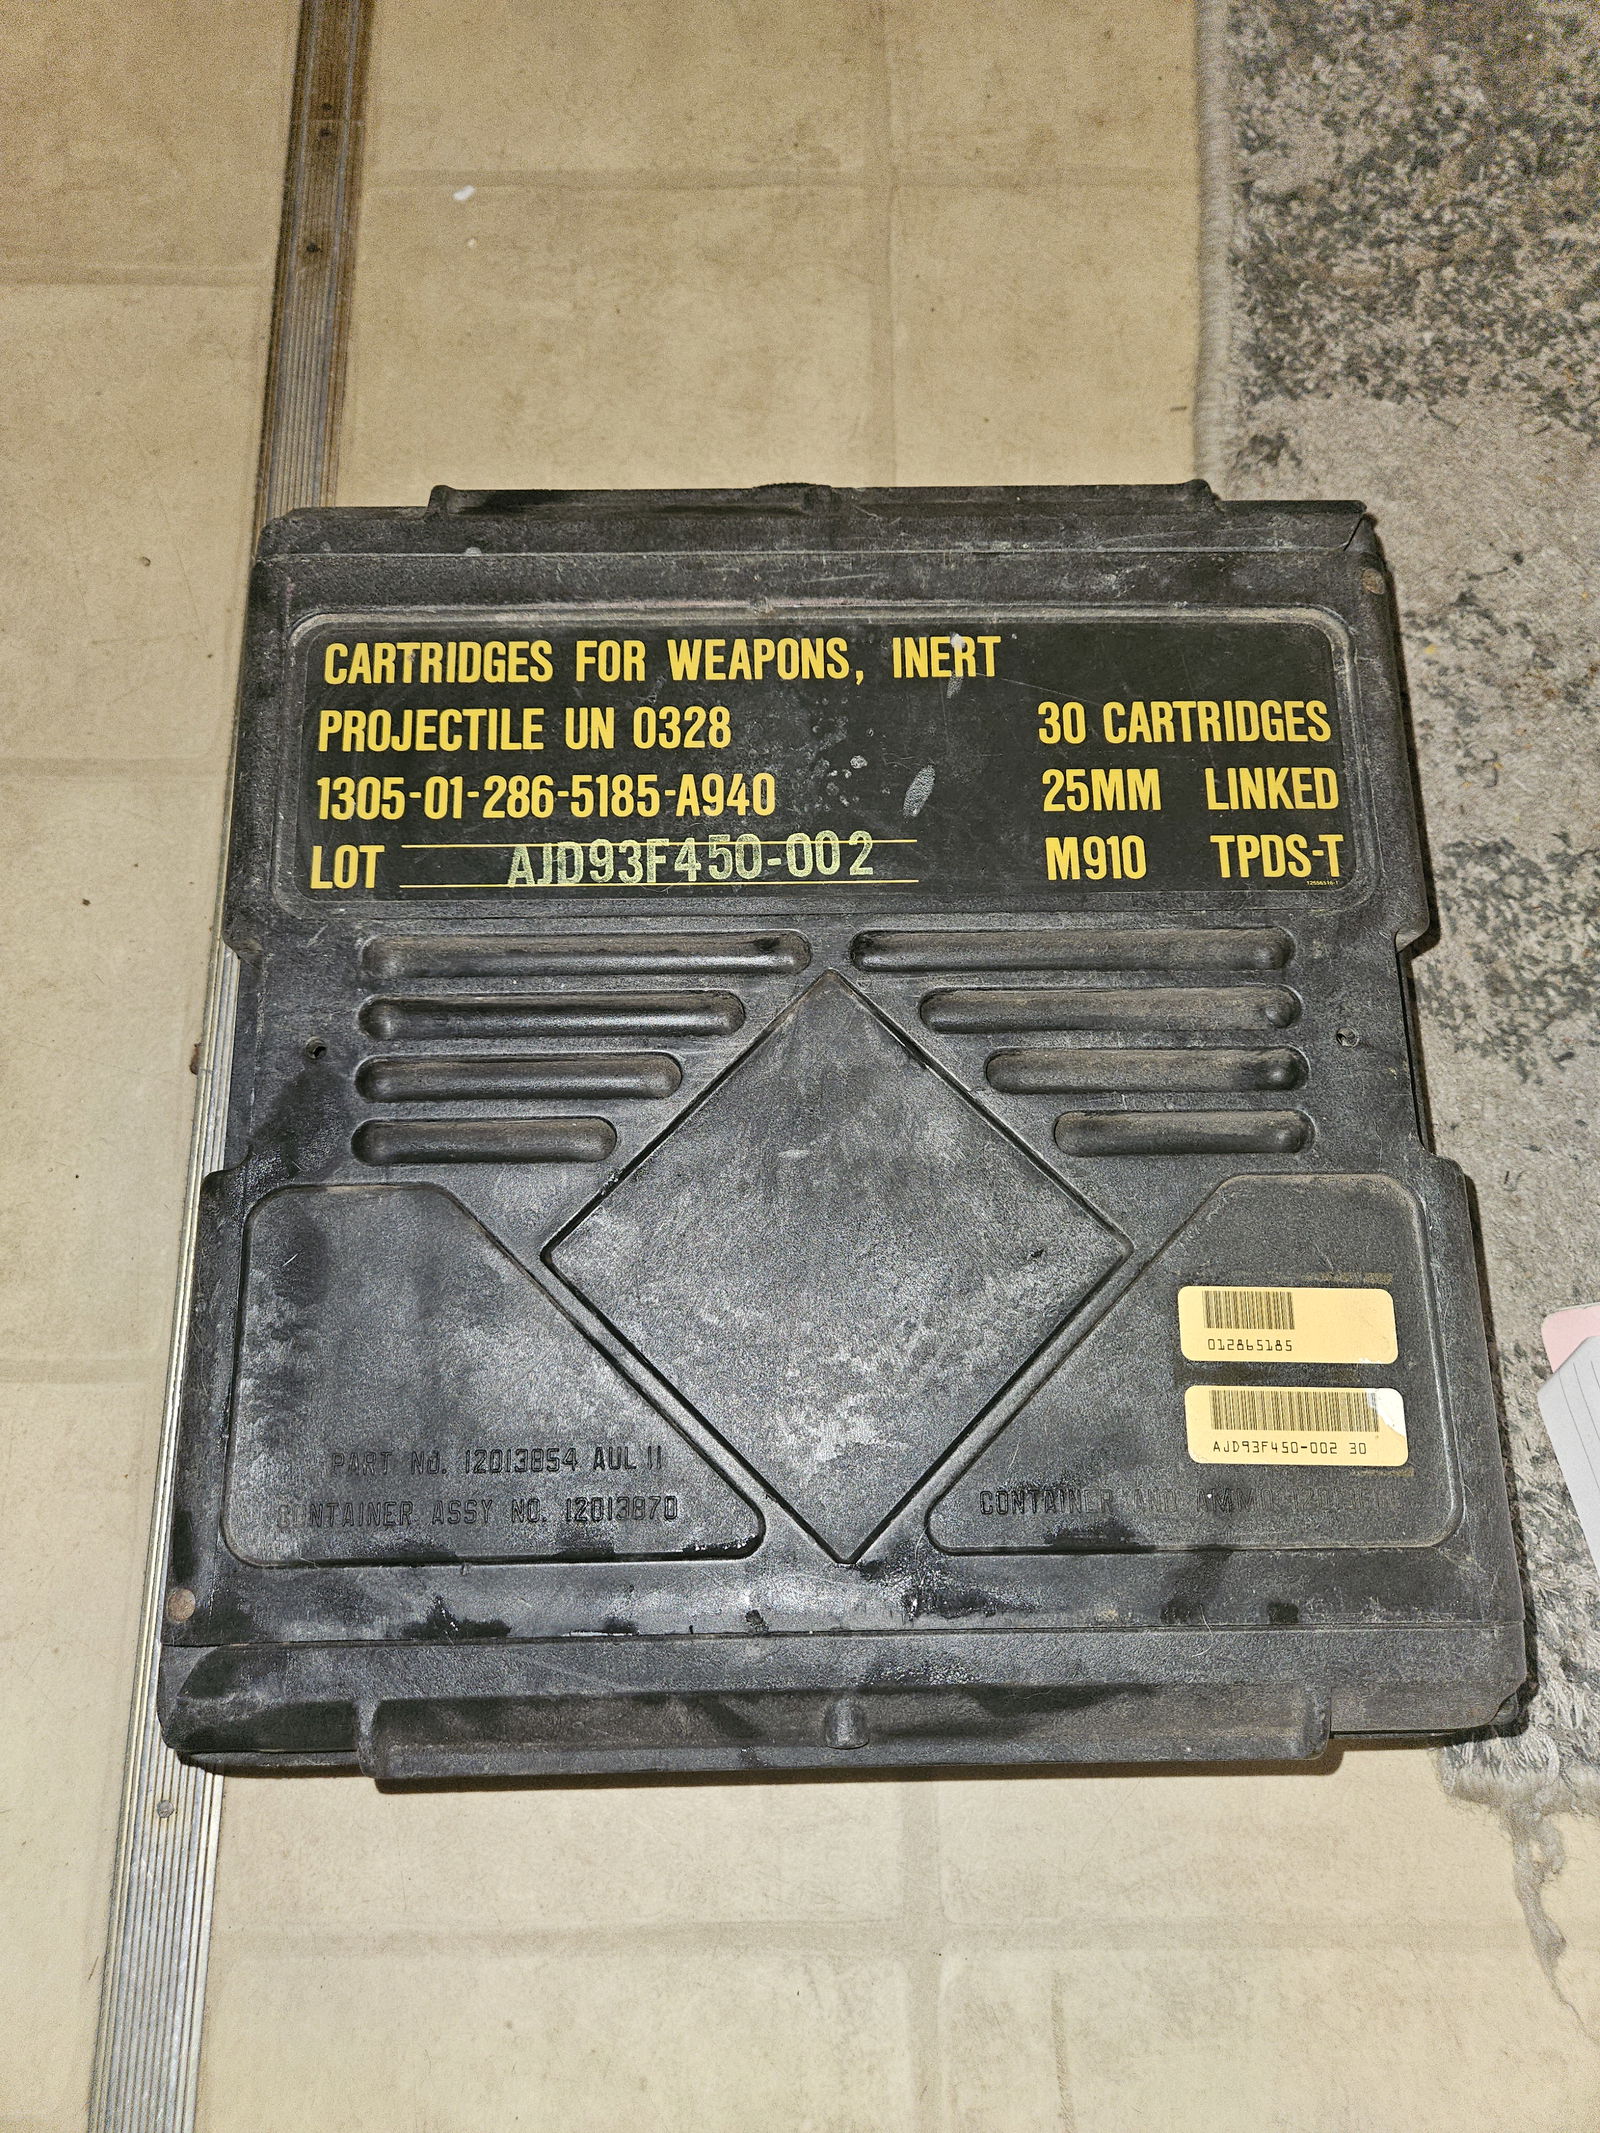 CARTRIDGES FOR WEAPONS, INERT
PROJECTILE UN 0328 30 CARTRIDGES
1305-01-286-5185-A940 25MM LINKED
LOT AJD93F450-002 M910 TPDS-T
012865185
AJD93F450-002 30
PART NO. 12013854 AUL 11
CONTAINER ASSY NO. 12013870
CONTAINER AND AMMO